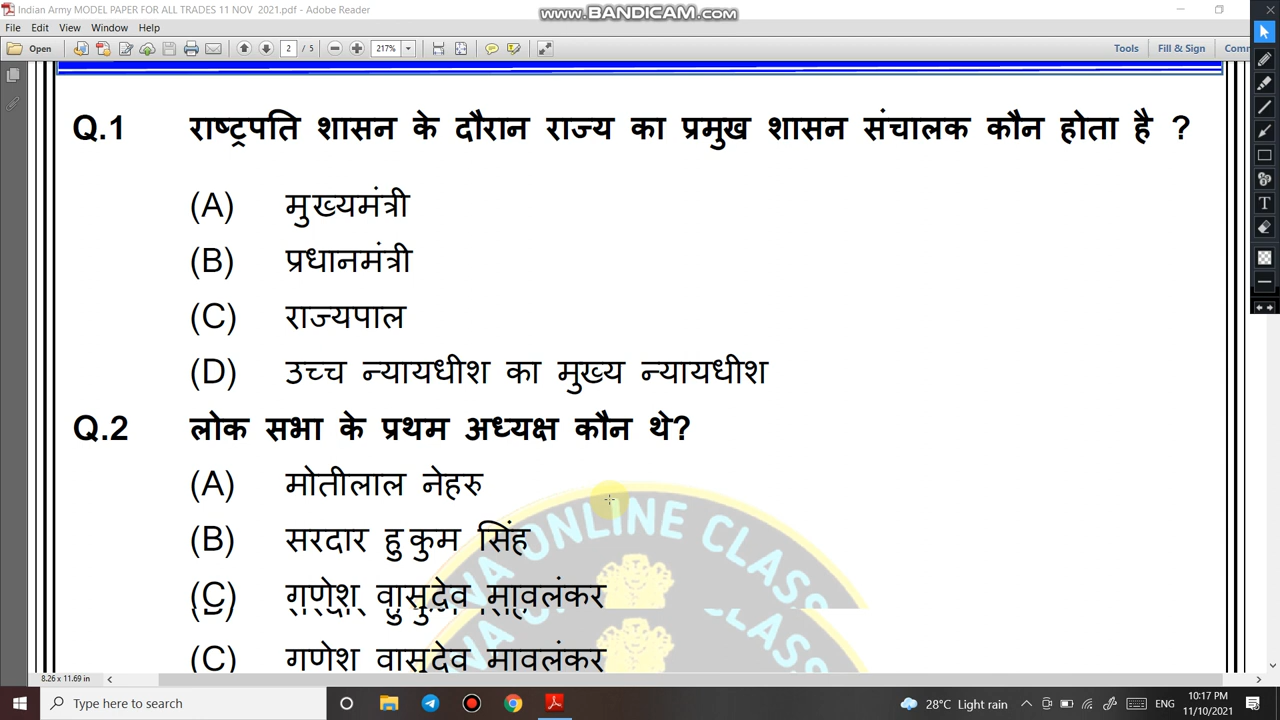 Indian Army MODEL PAPER FOR ALL TRADES 11 NOV 2021.pdf - Adobe Reader
www.BANDICAM.com
File Edit View Window Help
Open 2 / 5 217% Tools Fill & Sign Comm
Q.1 राष्ट्रपति शासन के दौरान राज्य का प्रमुख शासन संचालक कौन होता है ?
(A) मुख्यमंत्री
(B) प्रधानमंत्री
(C) राज्यपाल
(D) उच्च न्यायधीश का मुख्य न्यायधीश
Q.2 लोक सभा के प्रथम अध्यक्ष कौन थे?
(A) मोतीलाल नेहरु
(B) सरदार हुकुम सिंह
(C) गणेश वासुदेव मावलंकर
(C) गणेश वासुदेव मावलंकर
ONLINE CLASS
8.26 x 11.69 in
Type here to search
28°C Light rain
ENG
10:17 PM
11/10/2021